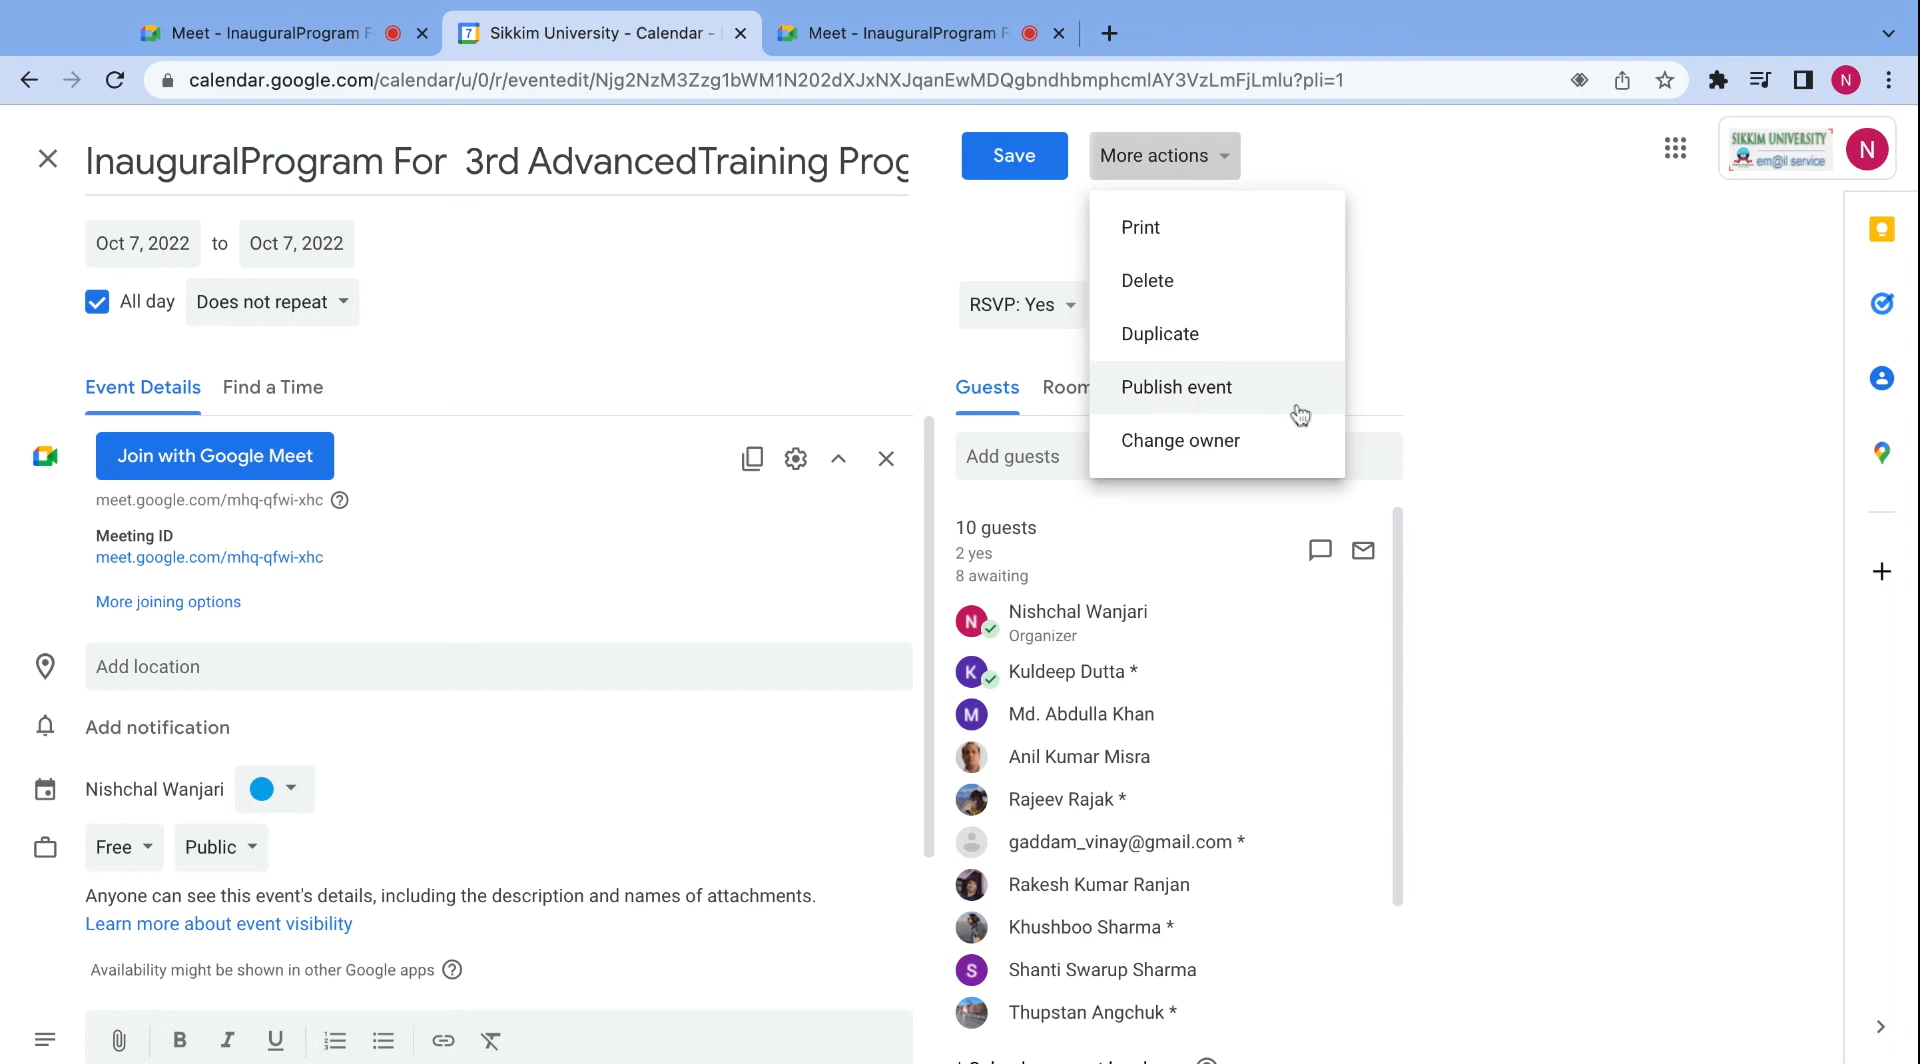 Meet - InauguralProgram F
Sikkim University - Calendar -
Meet - InauguralProgram F
calendar.google.com/calendar/u/0/r/eventedit/Njg2NzM3Zzg1bWM1N202dXJxNXJqanEwMDQgbndhbmphcmlAY3VzLmFjLmlu?pli=1
N
InauguralProgram For 3rd AdvancedTraining Prog
Save
More actions
SIKKIM UNIVERSITY
em@il service
N
Print
Oct 7, 2022 to Oct 7, 2022
Delete
All day
Does not repeat
RSVP: Yes
Duplicate
Event Details
Find a Time
Guests
Room
Publish event
Change owner
Join with Google Meet
Add guests
meet.google.com/mhq-qfwi-xhc
Meeting ID
meet.google.com/mhq-qfwi-xhc
More joining options
10 guests
2 yes
8 awaiting
N
Nishchal Wanjari
Organizer
K
Kuldeep Dutta *
M
Md. Abdulla Khan
Anil Kumar Misra
Rajeev Rajak *
gaddam_vinay@gmail.com *
Rakesh Kumar Ranjan
Khushboo Sharma *
S
Shanti Swarup Sharma
Thupstan Angchuk *
Add location
Add notification
Nishchal Wanjari
Free
Public
Anyone can see this event's details, including the description and names of attachments.
Learn more about event visibility
Availability might be shown in other Google apps
B I U